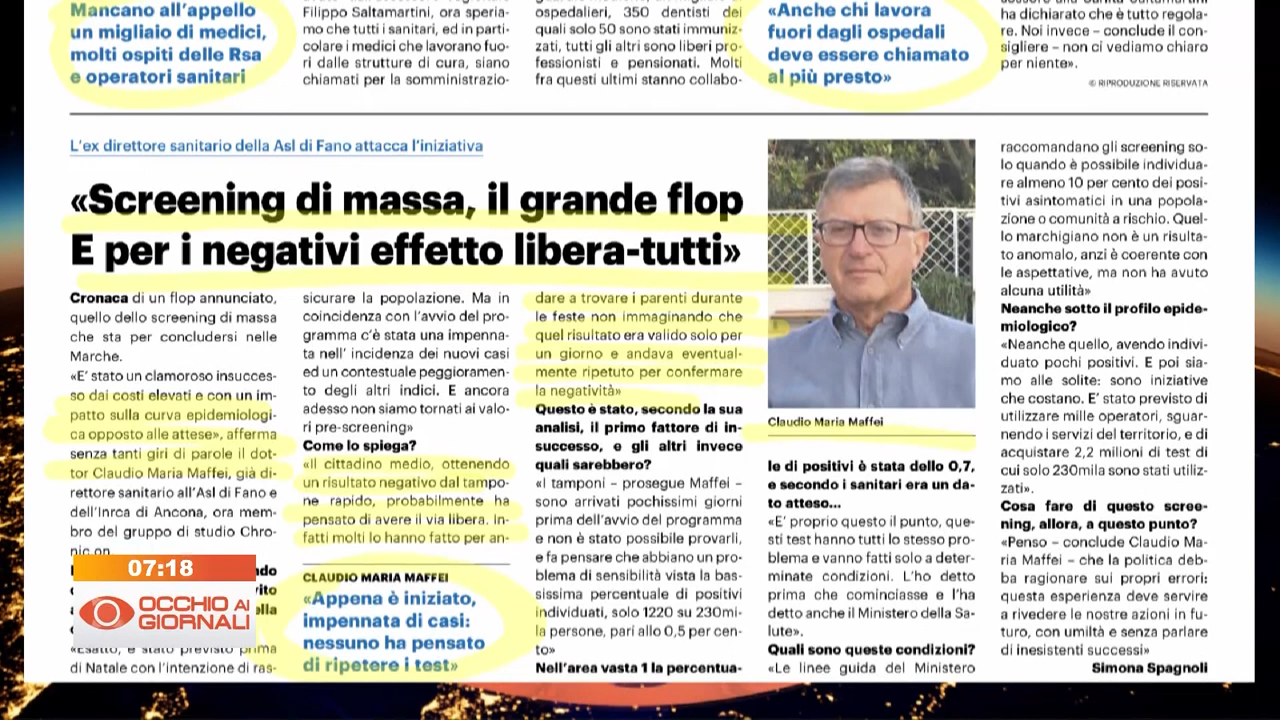 Mancano all'appello
un migliaio di medici,
molti ospiti delle Rsa
e operatori sanitari
Filippo Saltamartini, ora speria-
mo che tutti i sanitari, ed in parti-
colare i medici che lavorano fuo-
ri dalle strutture di cura, siano
chiamati per la somministrazio-
ospedalieri, 350 dentisti dei
quali solo 50 sono stati immuniz-
zati, tutti gli altri sono liberi pro-
fessionisti e pensionati. Molti
fra questi ultimi stanno collabo-
«Anche chi lavora
fuori dagli ospedali
deve essere chiamato
al più presto»
ha dichiarato che è tutto regola-
re. Noi invece – conclude il con-
sigliere – non ci vediamo chiaro
per niente».
© RIPRODUZIONE RISERVATA
L'ex direttore sanitario della Asl di Fano attacca l'iniziativa
«Screening di massa, il grande flop
E per i negativi effetto libera-tutti»
Cronaca di un flop annunciato,
quello dello screening di massa
che sta per concludersi nelle
Marche.
«E' stato un clamoroso insucces-
so dai costi elevati e con un im-
patto sulla curva epidemiologi-
ca opposto alle attese», afferma
senza tanti giri di parole il dot-
tor Claudio Maria Maffei, già di-
rettore sanitario all'Asl di Fano e
dell'Inrca di Ancona, ora mem-
bro del gruppo di studio Chro-
nic on
«Esatto, è stato previsto prima
di Natale con l'intenzione di ras-
sicurare la popolazione. Ma in
coincidenza con l'avvio del pro-
gramma c'è stata una impenna-
ta nell' incidenza dei nuovi casi
ed un contestuale peggioramen-
to degli altri indici. E ancora
adesso non siamo tornati ai valo-
ri pre-screening»
Come lo spiega?
«Il cittadino medio, ottenendo
un risultato negativo dal tampo-
ne rapido, probabilmente ha
pensato di avere il via libera. In-
fatti molti lo hanno fatto per an-
CLAUDIO MARIA MAFFEI
«Appena è iniziato,
impennata di casi:
nessuno ha pensato
di ripetere i test»
dare a trovare i parenti durante
le feste non immaginando che
quel risultato era valido solo per
un giorno e andava eventual-
mente ripetuto per confermare
la negatività»
Questo è stato, secondo la sua
analisi, il primo fattore di in-
successo, e gli altri invece
quali sarebbero?
«I tamponi – prosegue Maffei –
sono arrivati pochissimi giorni
prima dell'avvio del programma
e non è stato possibile provarli,
e fa pensare che abbiano un pro-
blema di sensibilità vista la bas-
sissima percentuale di positivi
individuati, solo 1220 su 230mi-
la persone, pari allo 0,5 per cen-
to»
Nell'area vasta 1 la percentua-
Claudio Maria Maffei
le di positivi è stata dello 0,7,
e secondo i sanitari era un da-
to atteso...
«E' proprio questo il punto, que-
sti test hanno tutti lo stesso pro-
blema e vanno fatti solo a deter-
minate condizioni. L'ho detto
prima che cominciasse e l'ha
detto anche il Ministero della Sa-
lute».
Quali sono queste condizioni?
«Le linee guida del Ministero
raccomandano gli screening so-
lo quando è possibile individua-
re almeno 10 per cento dei posi-
tivi asintomatici in una popola-
zione o comunità a rischio. Quel-
lo marchigiano non è un risulta-
to anomalo, anzi è coerente con
le aspettative, ma non ha avuto
alcuna utilità»
Neanche sotto il profilo epide-
miologico?
«Neanche quello, avendo indivi-
duato pochi positivi. E poi sia-
mo alle solite: sono iniziative
che costano. E' stato previsto di
utilizzare mille operatori, sguar-
nendo i servizi del territorio, e di
acquistare 2,2 milioni di test di
cui solo 230mila sono stati utiliz-
zati».
Cosa fare di questo scree-
ning, allora, a questo punto?
«Penso – conclude Claudio Ma-
ria Maffei – che la politica deb-
ba ragionare sui propri errori:
questa esperienza deve servire
a rivedere le nostre azioni in fu-
turo, con umiltà e senza parlare
di inesistenti successi»
Simona Spagnoli
07:18
OCCHIO AI
GIORNALI